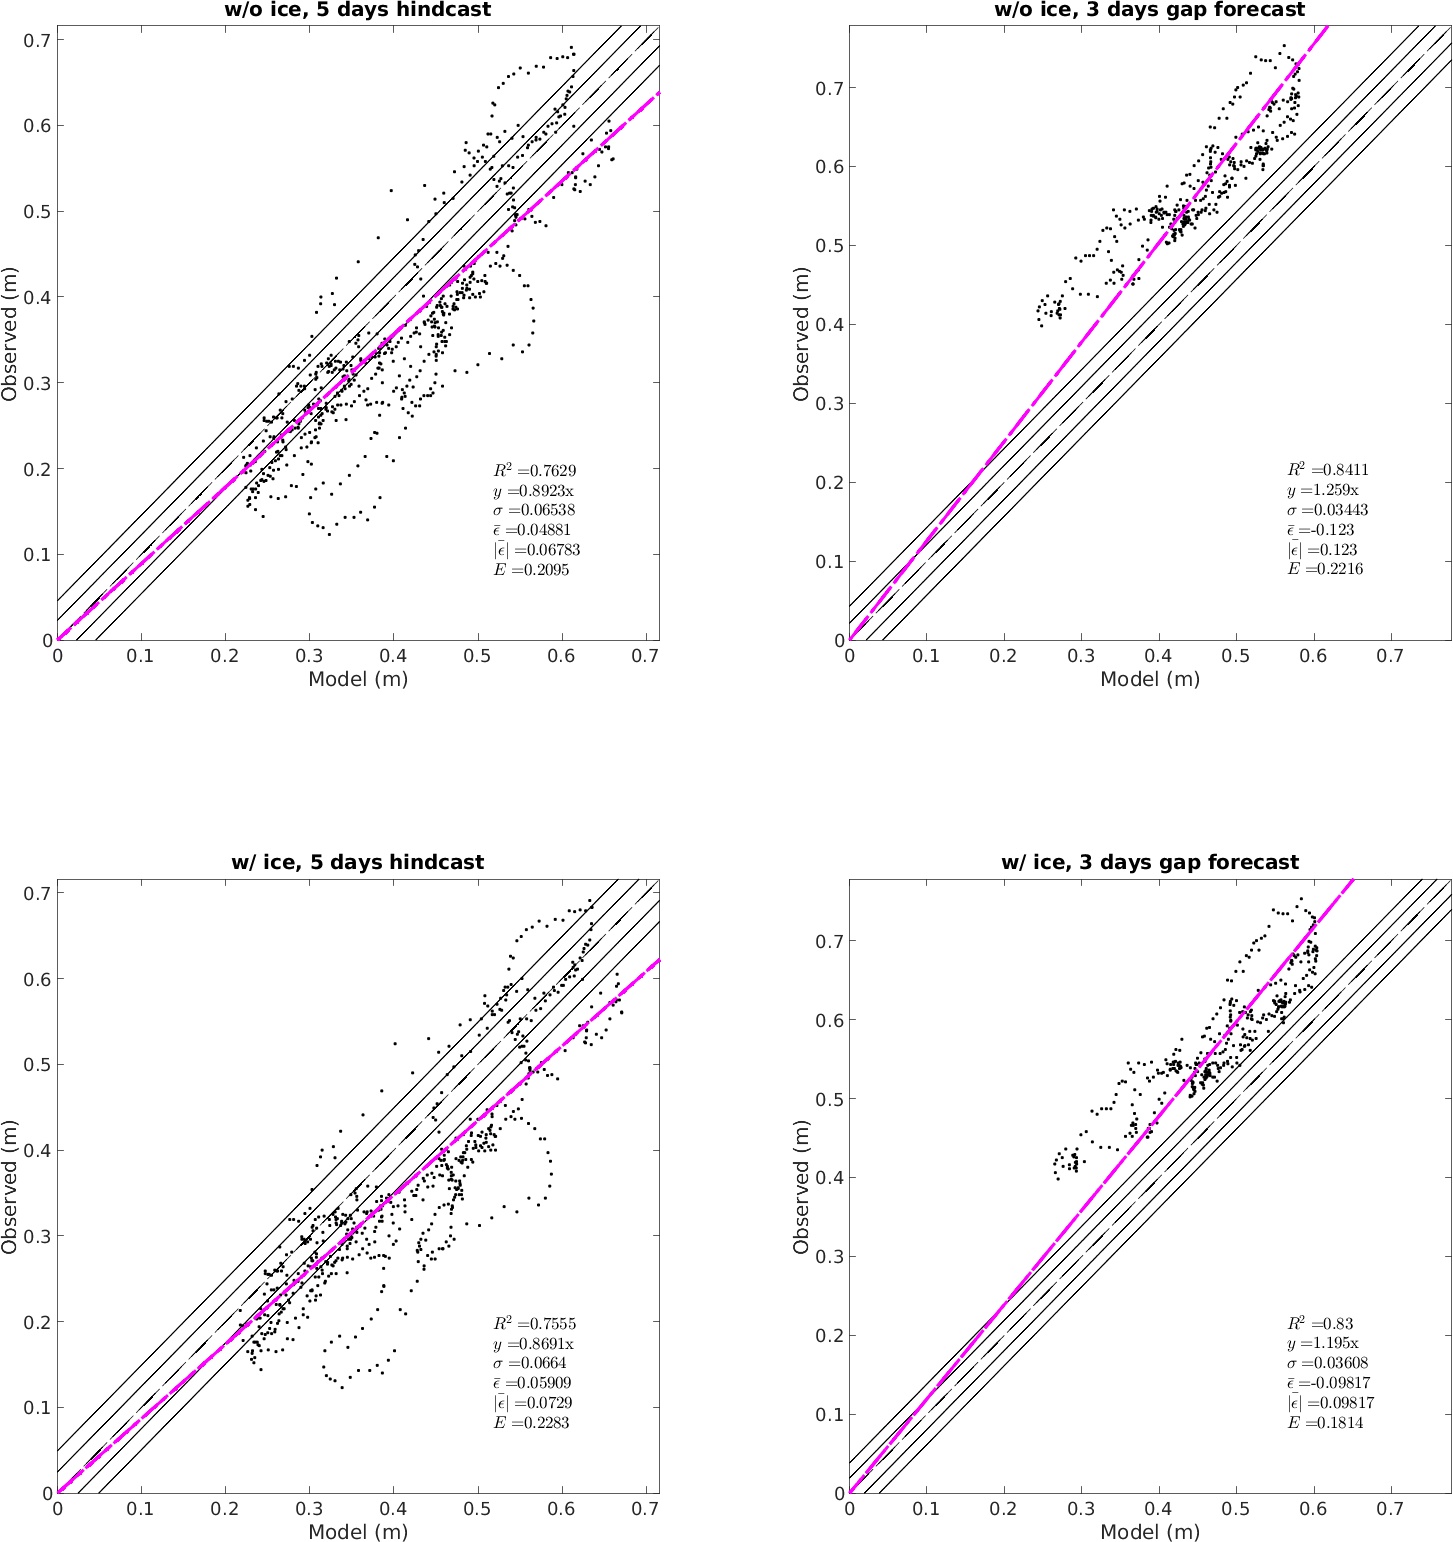 w/o ice, 5 days hindcast
0.7
0.6
0.5
0.4
0.3
0.2
0.1
0
Observed (m)
R² =0.7629
y =0.8923x
σ =0.06538
ϵ̄ =0.04881
|ϵ̄| =0.06783
E =0.2095
0 0.1 0.2 0.3 0.4 0.5 0.6 0.7
Model (m)
w/o ice, 3 days gap forecast
0.7
0.6
0.5
0.4
0.3
0.2
0.1
0
Observed (m)
R² =0.8411
y =1.259x
σ =0.03443
ϵ̄ =-0.123
|ϵ̄| =0.123
E =0.2216
0 0.1 0.2 0.3 0.4 0.5 0.6 0.7
Model (m)
w/ ice, 5 days hindcast
0.7
0.6
0.5
0.4
0.3
0.2
0.1
0
Observed (m)
R² =0.7555
y =0.8691x
σ =0.0664
ϵ̄ =0.05909
|ϵ̄| =0.0729
E =0.2283
0 0.1 0.2 0.3 0.4 0.5 0.6 0.7
Model (m)
w/ ice, 3 days gap forecast
0.7
0.6
0.5
0.4
0.3
0.2
0.1
0
Observed (m)
R² =0.83
y =1.195x
σ =0.03608
ϵ̄ =-0.09817
|ϵ̄| =0.09817
E =0.1814
0 0.1 0.2 0.3 0.4 0.5 0.6 0.7
Model (m)